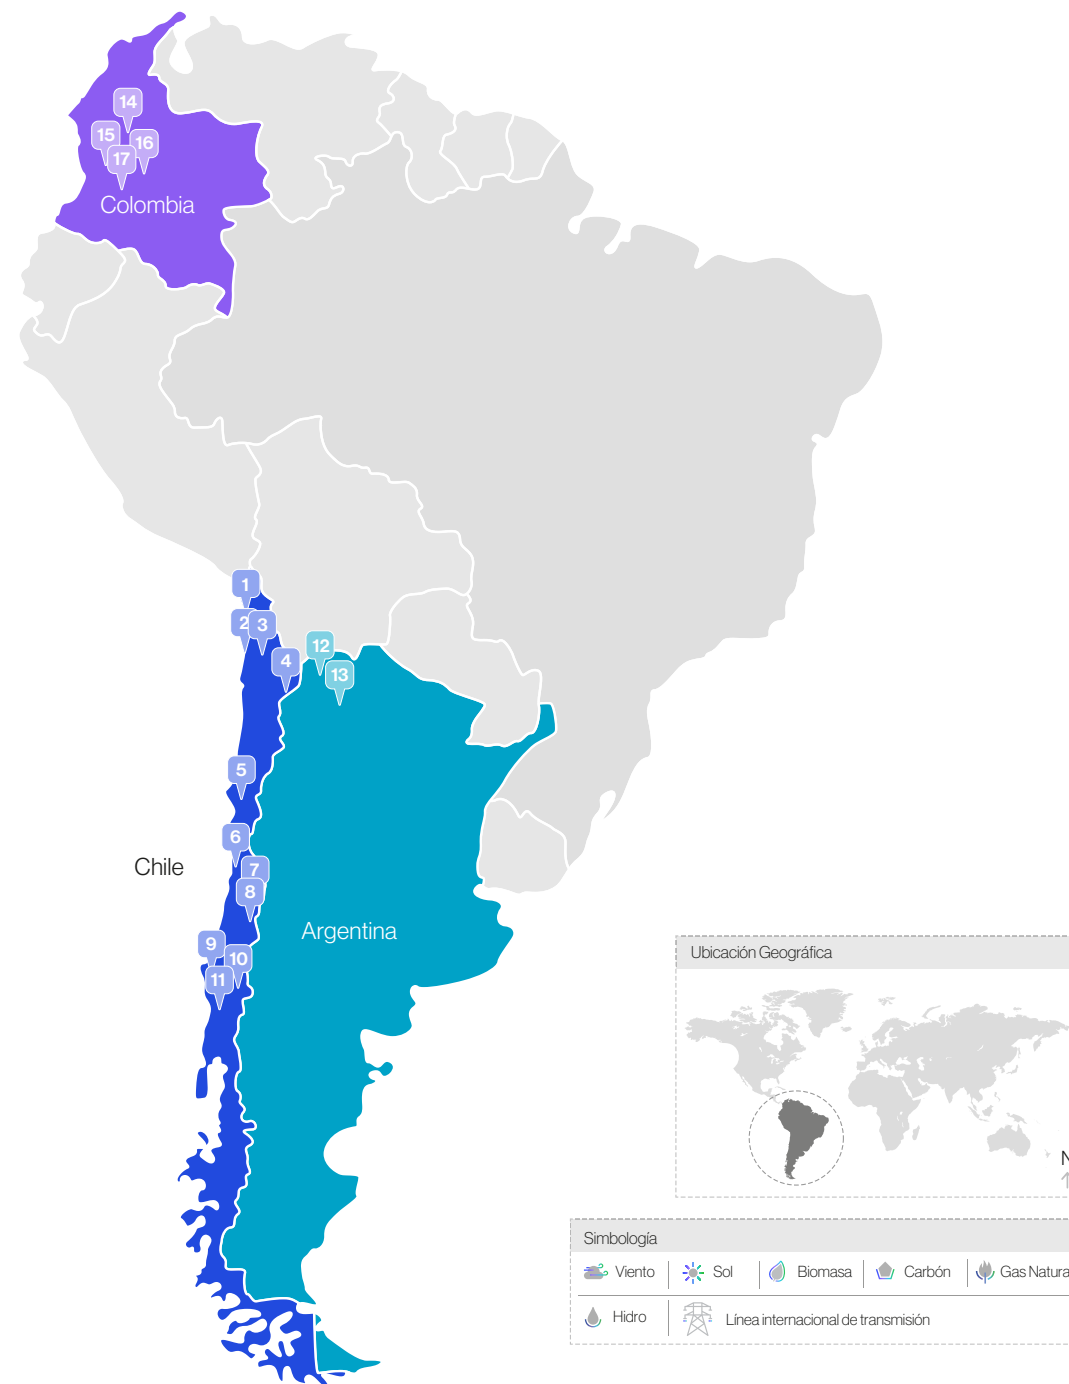 14
15
16
17
Colombia
1
2
3
12
4
13
5
6
Chile
7
8
Argentina
9
10
11
Ubicación Geográfica
N
Simbología
Viento
Sol
Biomasa
Carbón
Gas Natura
Hidro
Línea internacional de transmisión